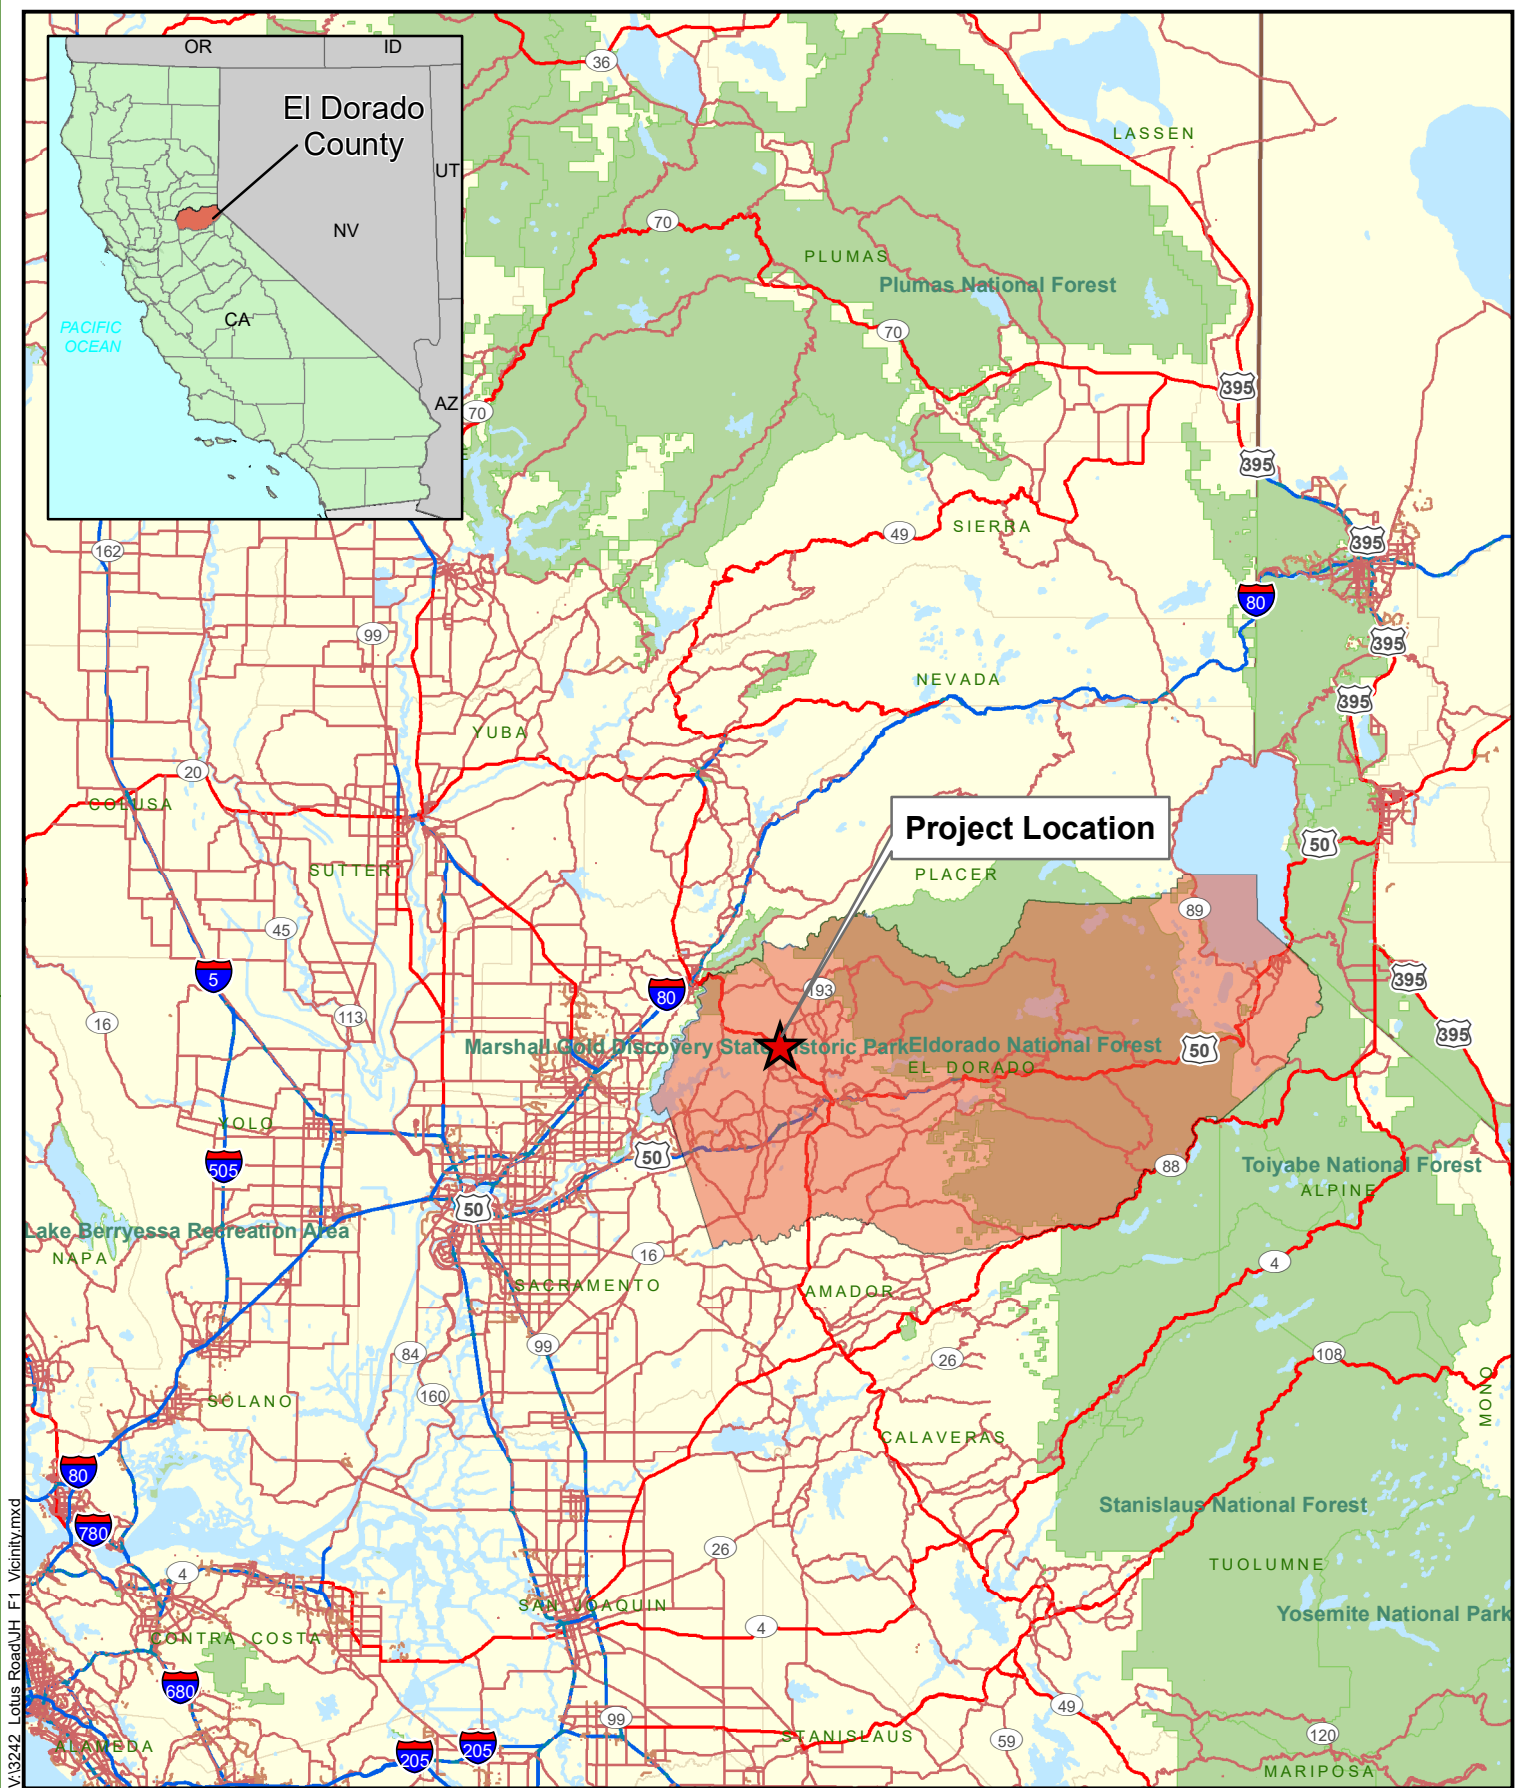 OR
ID
36
El Dorado
County
LASSEN
UT
NV
70
PLUMAS
Plumas National Forest
CA
PACIFIC
OCEAN
70
395
AZ
70
395
SIERRA
49
395
162
80
99
395
NEVADA
395
YUBA
20
COLUSA
Project Location
50
SUTTER
PLACER
89
45
5
80
193
395
113
16
395
Marshall Gold Discovery State Historic Park
Eldorado National Forest
50
EL DORADO
YOLO
50
505
88
Toiyabe National Forest
ALPINE
50
Lake Berryessa Recreation Area
NAPA
16
4
SACRAMENTO
AMADOR
99
84
26
108
160
SOLANO
MONO
CALAVERAS
80
Stanislaus National Forest
780
26
TUOLUMNE
4
SAN JOAQUIN
Yosemite National Park
4
CONTRA COSTA
680
49
99
STANISLAUS
59
120
ALAMEDA
205
205
MARIPOSA
V:\3242_Lotus Road\JH_F1_Vicinity.mxd